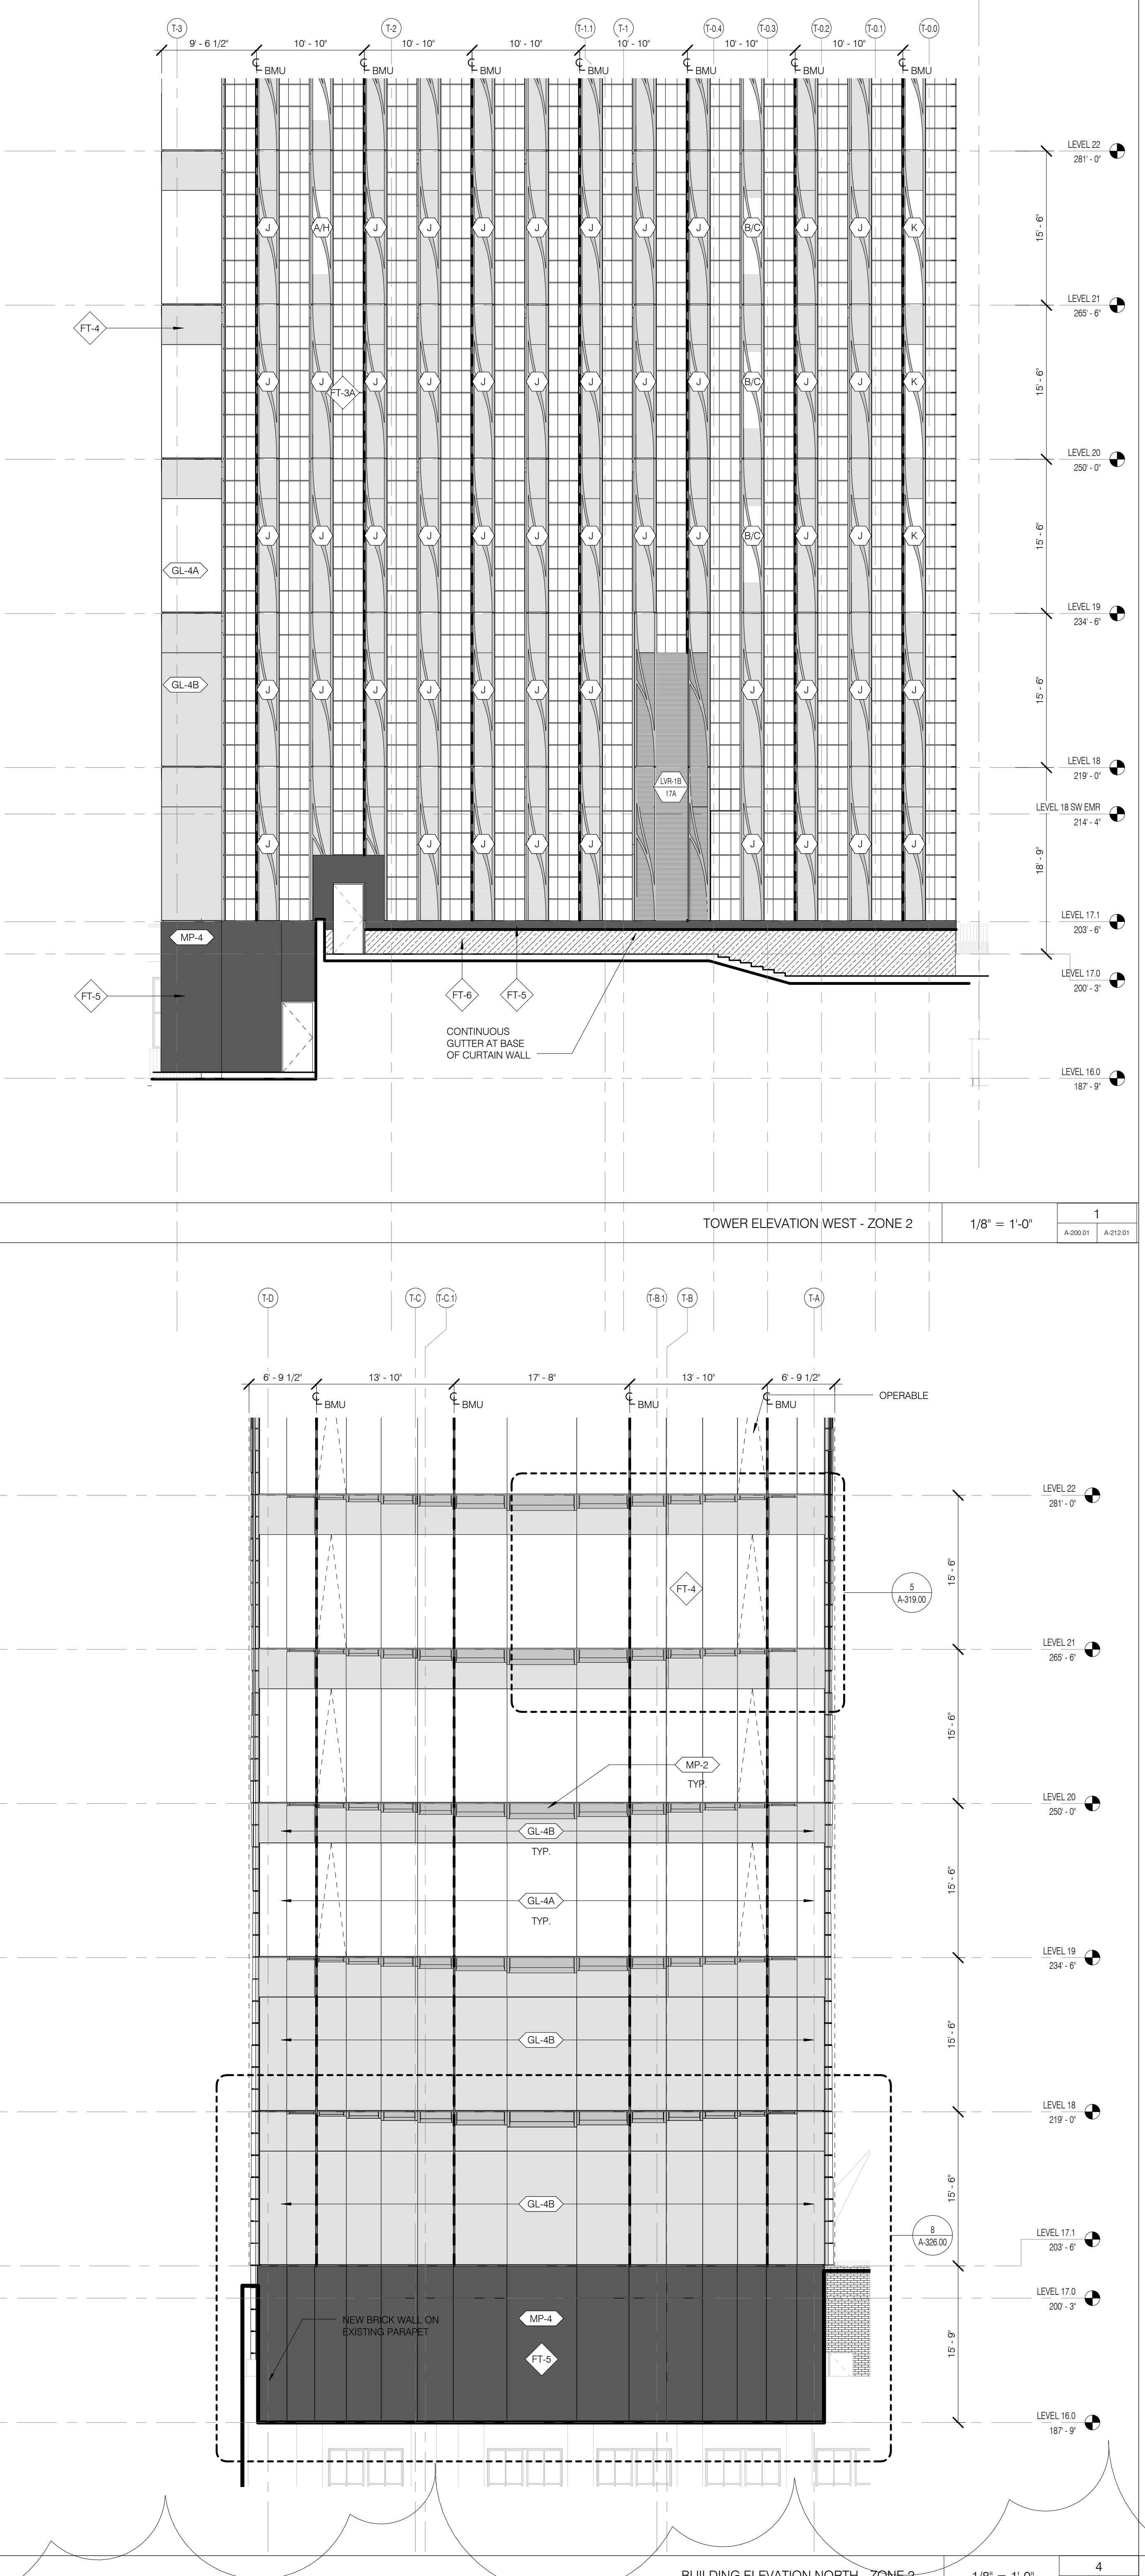 T-3 T-2 T-1.1 T-1 T-0.4 T-0.3 T-0.2 T-0.1 T-0.0
9' - 6 1/2" 10' - 10" 10' - 10" 10' - 10" 10' - 10" 10' - 10" 10' - 10"
BMU BMU BMU BMU BMU BMU BMU
LEVEL 22
281' - 0"
15' - 6"
J A/H J J J J J J J B/C J J K
LEVEL 21
265' - 6"
FT-4
15' - 6"
J J J J J J J J J B/C J J K
FT-3A
LEVEL 20
250' - 0"
15' - 6"
J J J J J J J J J B/C J J K
GL-4A
LEVEL 19
234' - 6"
15' - 6"
GL-4B
J J J J J J J J J J J
LEVEL 18
219' - 0"
LVR-1B
17A
LEVEL 18 SW EMR
214' - 4"
18' - 9"
J J J J J J J J J
LEVEL 17.1
203' - 6"
MP-4
LEVEL 17.0
200' - 3"
FT-5
FT-6 FT-5
CONTINUOUS
GUTTER AT BASE
OF CURTAIN WALL
LEVEL 16.0
187' - 9"
TOWER ELEVATION WEST - ZONE 2
1/8" = 1'-0"
1
A-200.01 A-212.01
T-D T-C T-C.1 T-B.1 T-B T-A
6' - 9 1/2" 13' - 10" 17' - 8" 13' - 10" 6' - 9 1/2"
BMU BMU BMU BMU
OPERABLE
LEVEL 22
281' - 0"
15' - 6"
FT-4
5
A-319.00
LEVEL 21
265' - 6"
15' - 6"
MP-2
TYP.
LEVEL 20
250' - 0"
GL-4B
TYP.
15' - 6"
GL-4A
TYP.
LEVEL 19
234' - 6"
15' - 6"
GL-4B
LEVEL 18
219' - 0"
15' - 6"
GL-4B
8
A-326.00
LEVEL 17.1
203' - 6"
LEVEL 17.0
200' - 3"
MP-4
NEW BRICK WALL ON
EXISTING PARAPET
FT-5
15' - 9"
LEVEL 16.0
187' - 9"
BUILDING ELEVATION NORTH - ZONE 2
1/8" = 1'-0"
4